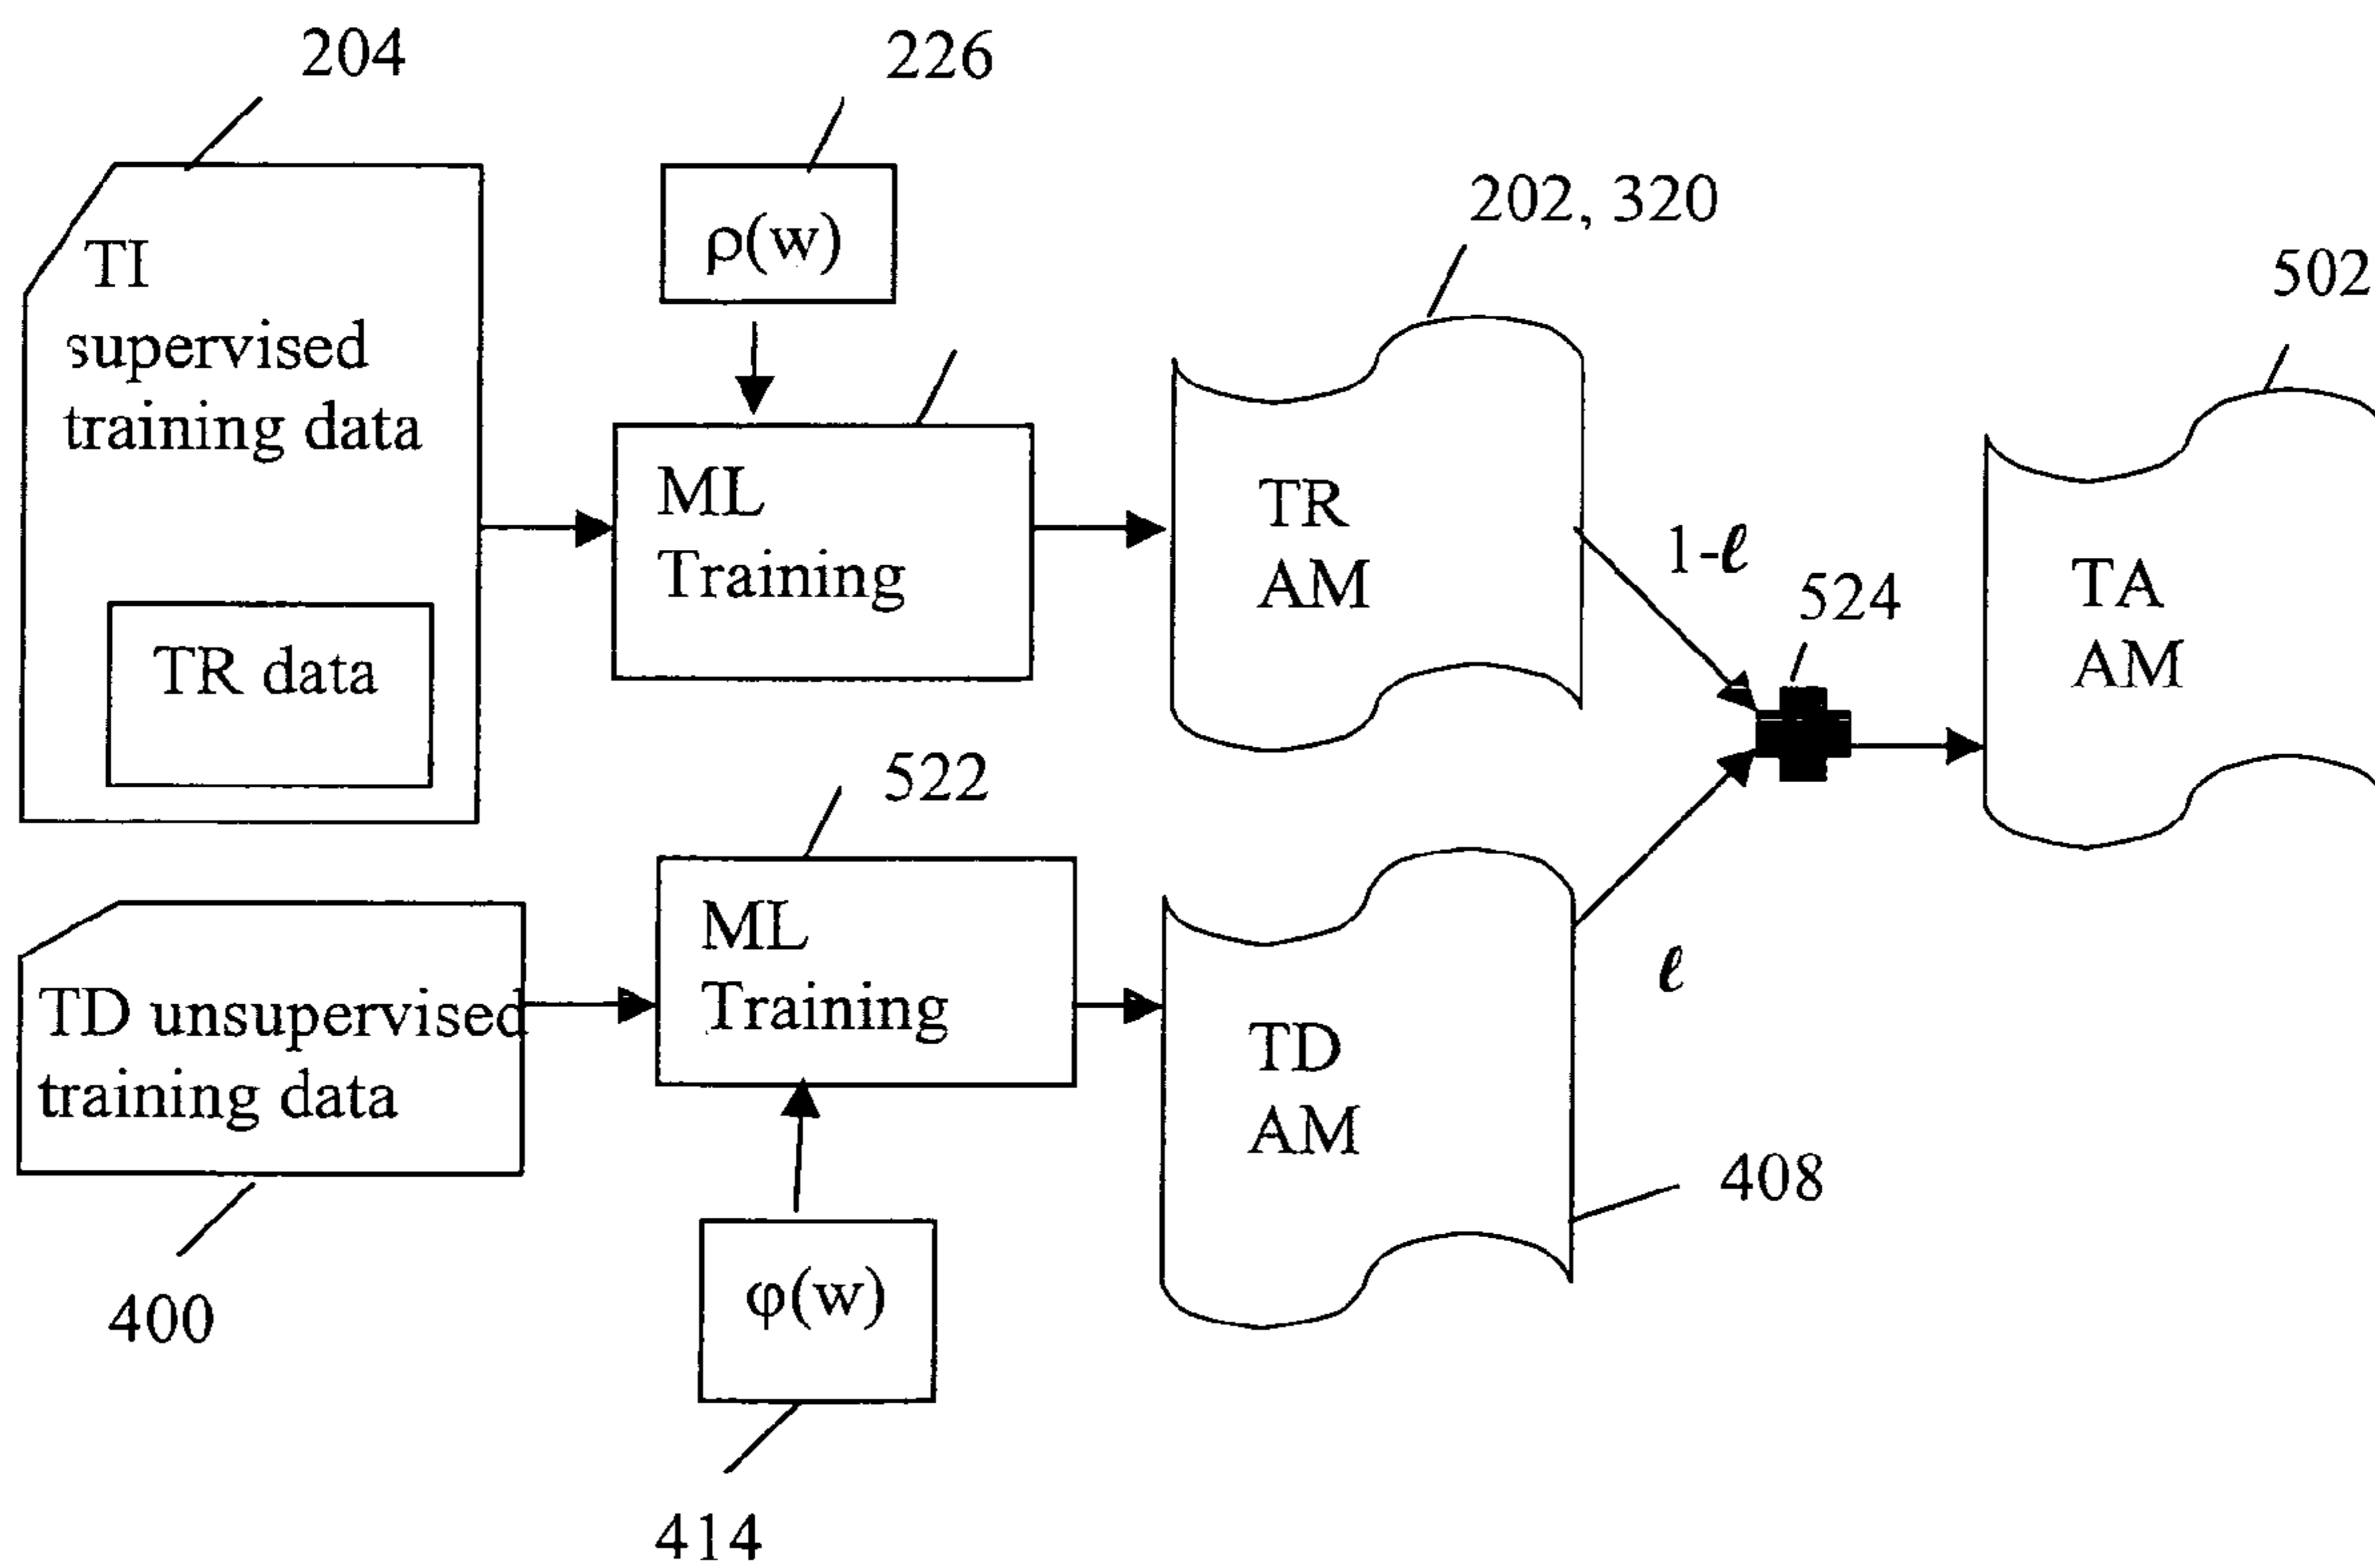 204
226
202, 320
502
TI
supervised
training data
TR data
ρ(w)
ML
Training
TR
AM
1-ℓ
524
TA
AM
522
TD unsupervised
training data
400
ML
Training
φ(w)
414
TD
AM
ℓ
408